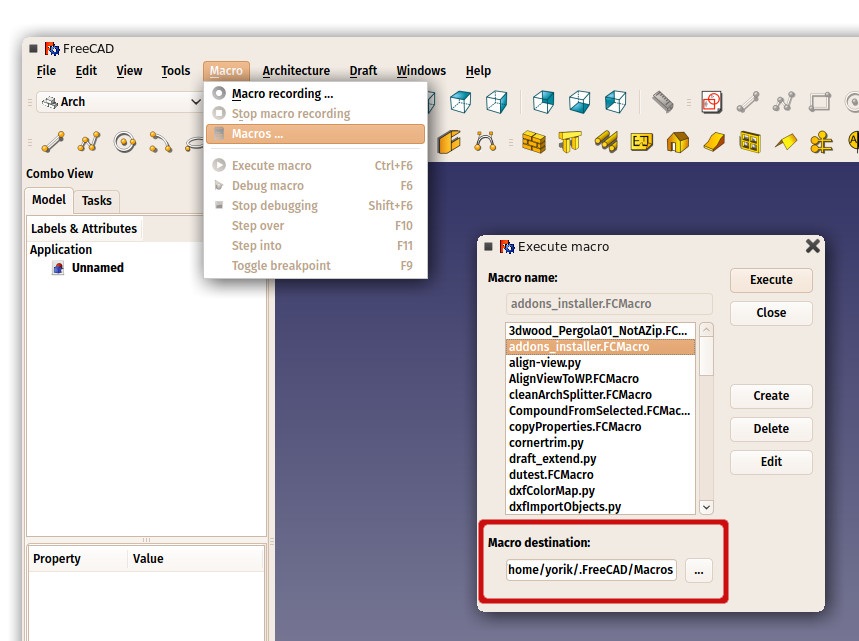 FreeCAD
File Edit View Tools Macro Architecture Draft Windows Help
Arch
Macro recording ...
Stop macro recording
Macros ...
Execute macro Ctrl+F6
Debug macro F6
Stop debugging Shift+F6
Step over F10
Step into F11
Toggle breakpoint F9
Combo View
Model Tasks
Labels & Attributes
Application
Unnamed
Property Value
Execute macro
Macro name:
addons_installer.FCMacro
3dwood_Pergola01_NotAZip.FC...
addons_installer.FCMacro
align-view.py
AlignViewToWP.FCMacro
cleanArchSplitter.FCMacro
CompoundFromSelected.FCMac...
copyProperties.FCMacro
cornertrim.py
draft_extend.py
dutest.FCMacro
dxfColorMap.py
dxfImportObjects.py
Execute
Close
Create
Delete
Edit
Macro destination:
home/yorik/.FreeCAD/Macros ...